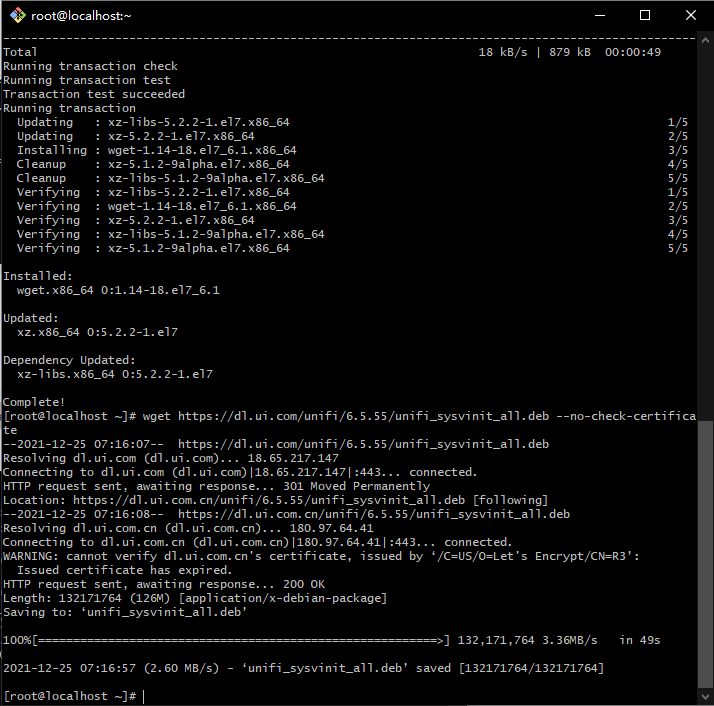 root@localhost:~
--------------------------------------------------------------------------------
Total 18 kB/s | 879 kB 00:00:49
Running transaction check
Running transaction test
Transaction test succeeded
Running transaction
Updating : xz-libs-5.2.2-1.el7.x86_64 1/5
Updating : xz-5.2.2-1.el7.x86_64 2/5
Installing : wget-1.14-18.el7_6.1.x86_64 3/5
Cleanup : xz-5.1.2-9alpha.el7.x86_64 4/5
Cleanup : xz-libs-5.1.2-9alpha.el7.x86_64 5/5
Verifying : xz-libs-5.2.2-1.el7.x86_64 1/5
Verifying : wget-1.14-18.el7_6.1.x86_64 2/5
Verifying : xz-5.2.2-1.el7.x86_64 3/5
Verifying : xz-libs-5.1.2-9alpha.el7.x86_64 4/5
Verifying : xz-5.1.2-9alpha.el7.x86_64 5/5
Installed:
wget.x86_64 0:1.14-18.el7_6.1
Updated:
xz.x86_64 0:5.2.2-1.el7
Dependency Updated:
xz-libs.x86_64 0:5.2.2-1.el7
Complete!
[root@localhost ~]# wget https://dl.ui.com/unifi/6.5.55/unifi_sysvinit_all.deb --no-check-certifica
te
--2021-12-25 07:16:07-- https://dl.ui.com/unifi/6.5.55/unifi_sysvinit_all.deb
Resolving dl.ui.com (dl.ui.com)... 18.65.217.147
Connecting to dl.ui.com (dl.ui.com)|18.65.217.147|:443... connected.
HTTP request sent, awaiting response... 301 Moved Permanently
Location: https://dl.ui.com.cn/unifi/6.5.55/unifi_sysvinit_all.deb [following]
--2021-12-25 07:16:08-- https://dl.ui.com.cn/unifi/6.5.55/unifi_sysvinit_all.deb
Resolving dl.ui.com.cn (dl.ui.com.cn)... 180.97.64.41
Connecting to dl.ui.com.cn (dl.ui.com.cn)|180.97.64.41|:443... connected.
WARNING: cannot verify dl.ui.com.cn's certificate, issued by ‘/C=US/O=Let's Encrypt/CN=R3’:
Issued certificate has expired.
HTTP request sent, awaiting response... 200 OK
Length: 132171764 (126M) [application/x-debian-package]
Saving to: ‘unifi_sysvinit_all.deb’
100%[=========================================================>] 132,171,764 3.36MB/s in 49s
2021-12-25 07:16:57 (2.60 MB/s) - ‘unifi_sysvinit_all.deb’ saved [132171764/132171764]
[root@localhost ~]#